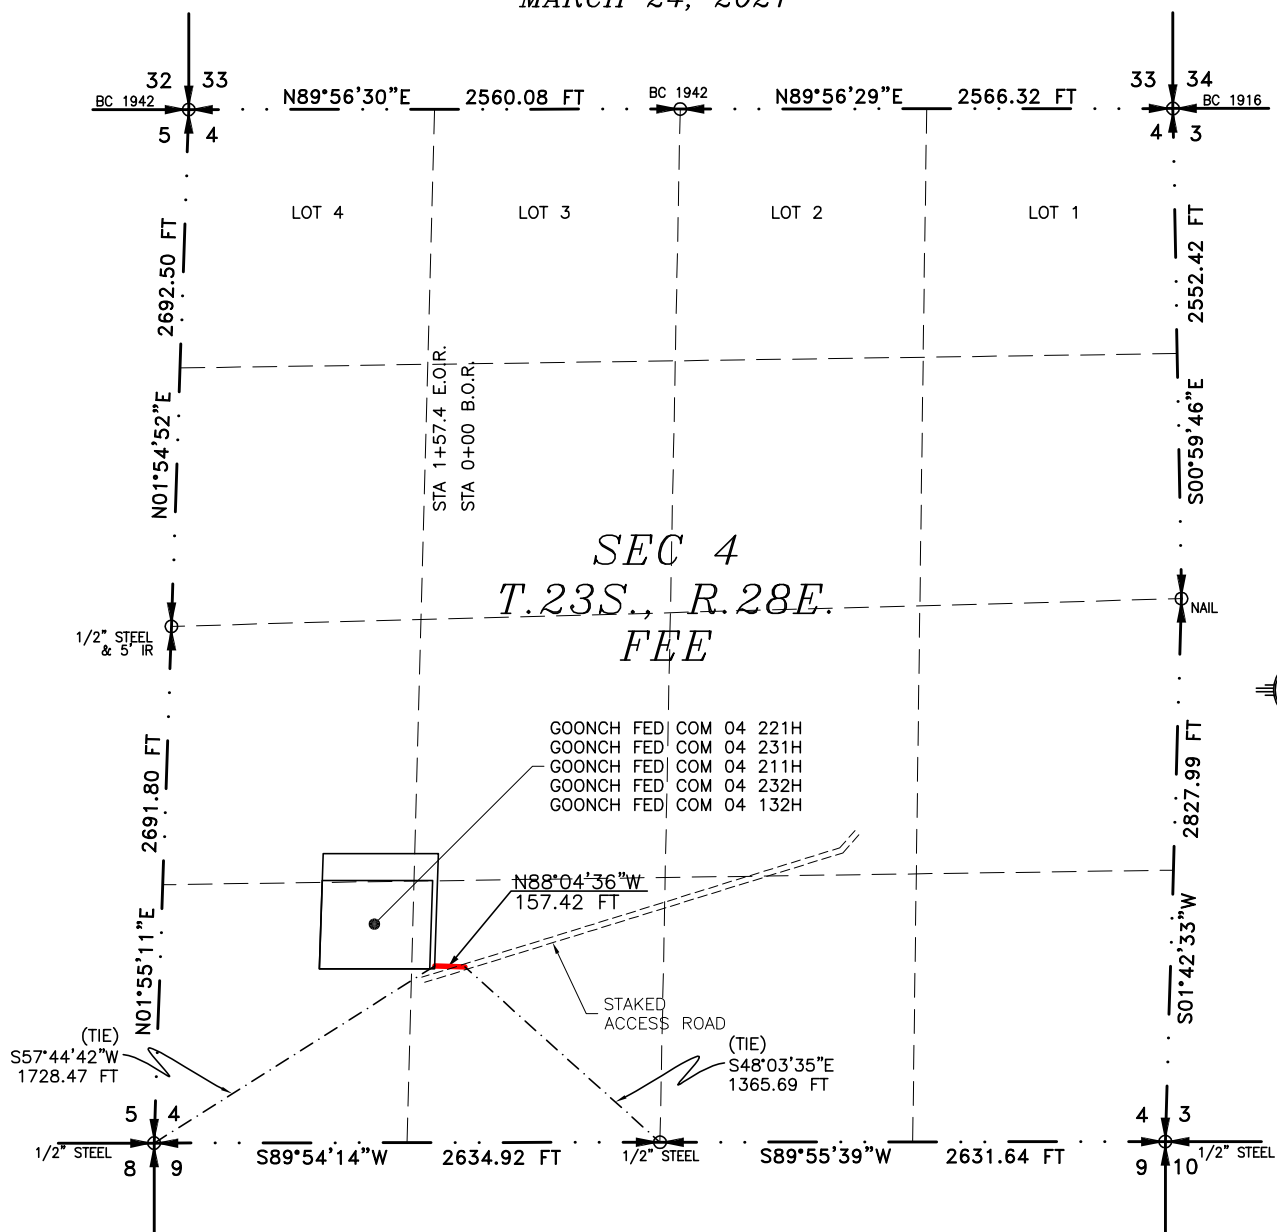 MARCH 24, 2021
32 33
33 34
BC 1942
N89°56'30"E 2560.08 FT
BC 1942
N89°56'29"E 2566.32 FT
BC 1916
5 4
4 3
LOT 4
LOT 3
LOT 2
LOT 1
2692.50 FT
N01°54'52"E
2552.42 FT
S00°59'46"E
STA 1+57.4 E.O.R.
STA 0+00 B.O.R.
SEC 4
T.23S., R.28E.
FEE
1/2" STEEL
& 5' IR
NAIL
GOONCH FED COM 04 221H
GOONCH FED COM 04 231H
GOONCH FED COM 04 211H
GOONCH FED COM 04 232H
GOONCH FED COM 04 132H
2691.80 FT
N01°55'11"E
2827.99 FT
S01°42'33"W
N88°04'36"W
157.42 FT
STAKED
ACCESS ROAD
(TIE)
S57°44'42"W
1728.47 FT
(TIE)
S48°03'35"E
1365.69 FT
5 4
4 3
1/2" STEEL
8 9
S89°54'14"W 2634.92 FT
1/2" STEEL
S89°55'39"W 2631.64 FT
9 10
1/2" STEEL